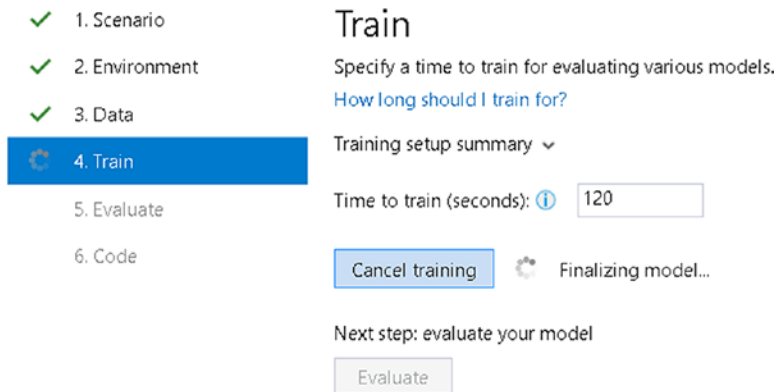 1. Scenario
2. Environment
3. Data
4. Train
5. Evaluate
6. Code
Train
Specify a time to train for evaluating various models.
How long should I train for?
Training setup summary
Time to train (seconds): 120
Cancel training Finalizing model...
Next step: evaluate your model
Evaluate